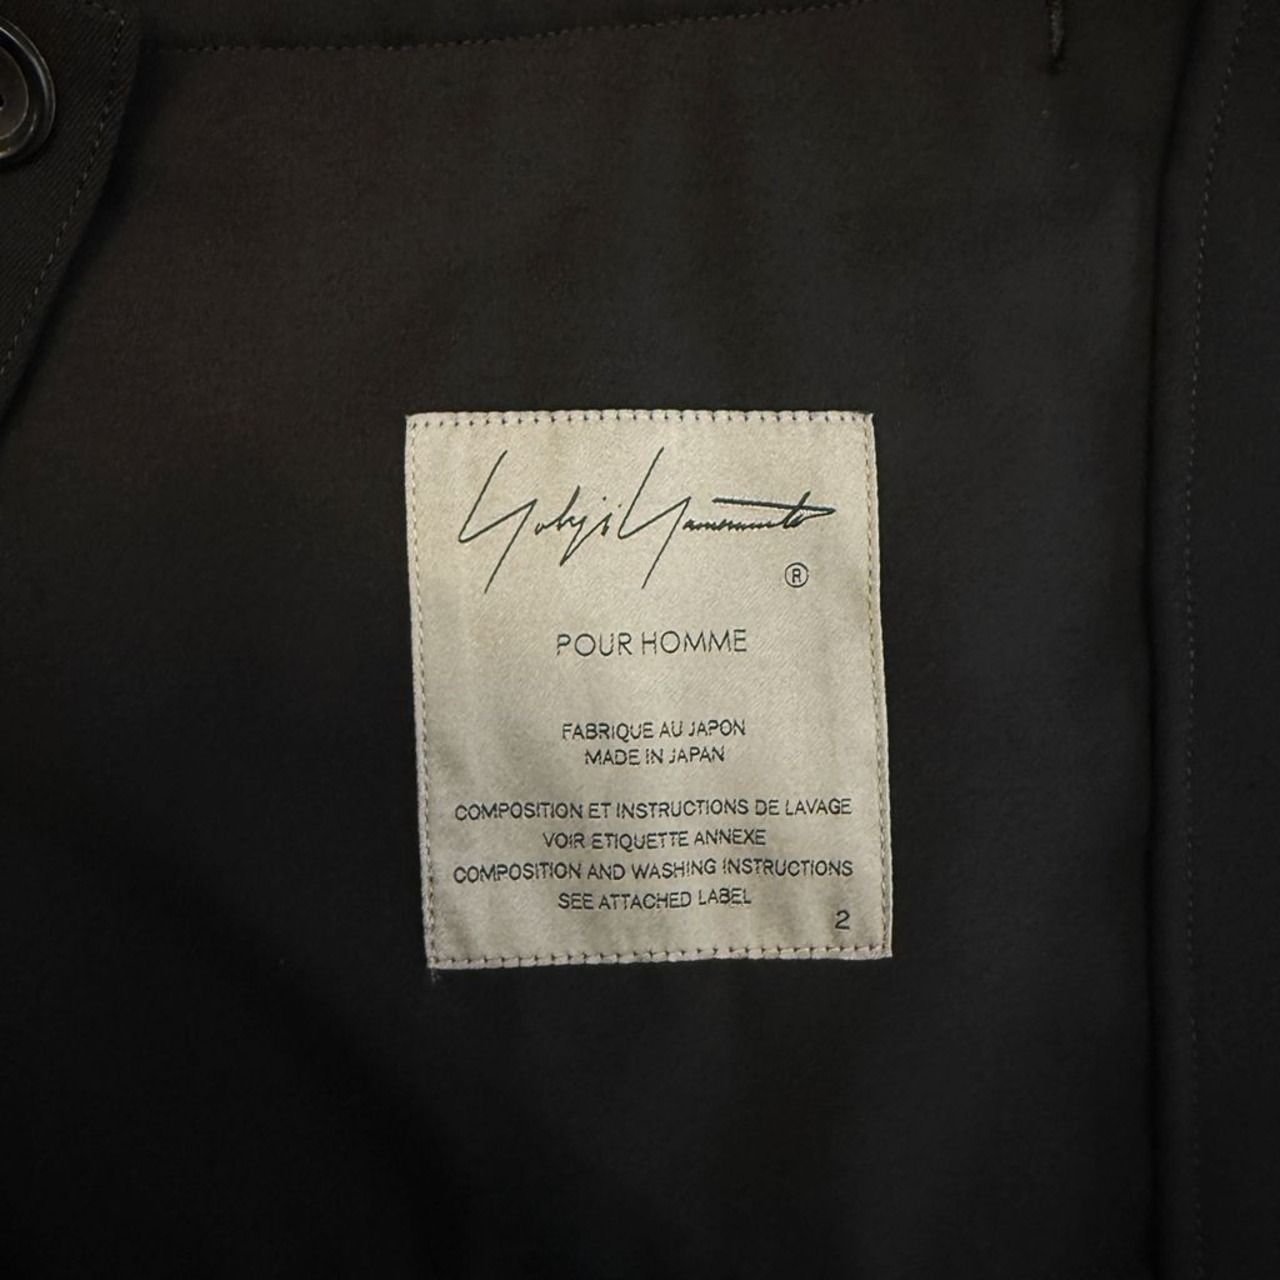 Yohji Yamamoto
®
POUR HOMME
FABRIQUE AU JAPON
MADE IN JAPAN
COMPOSITION ET INSTRUCTIONS DE LAVAGE
VOIR ETIQUETTE ANNEXE
COMPOSITION AND WASHING INSTRUCTIONS
SEE ATTACHED LABEL
2